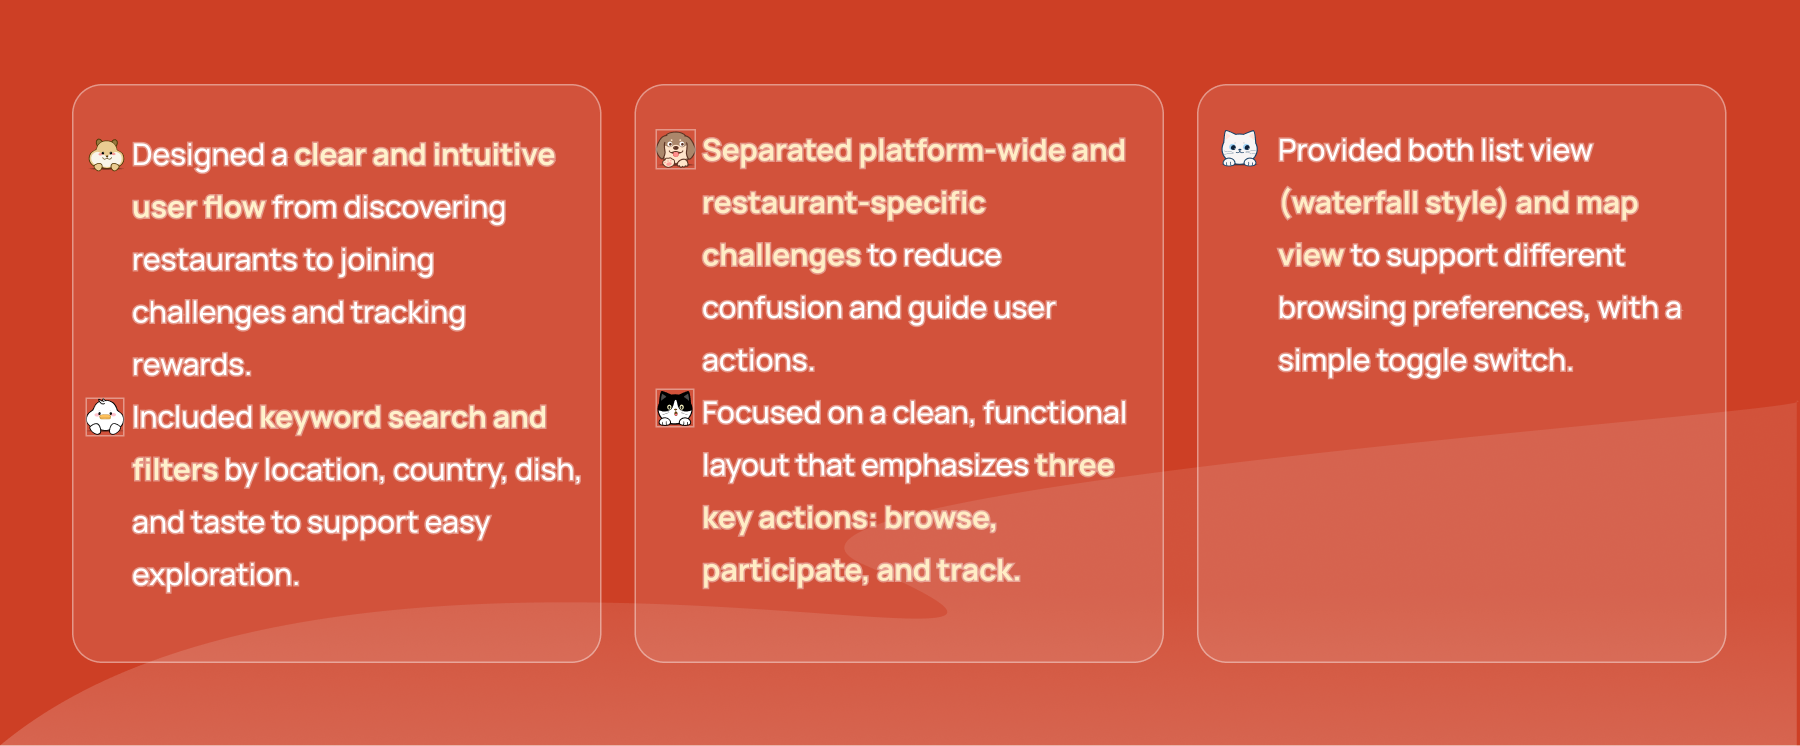 Designed a clear and intuitive
user flow from discovering
restaurants to joining
challenges and tracking
rewards.
Included keyword search and
filters by location, country, dish,
and taste to support easy
exploration.
Separated platform-wide and
restaurant-specific
challenges to reduce
confusion and guide user
actions.
Focused on a clean, functional
layout that emphasizes three
key actions: browse,
participate, and track.
Provided both list view
(waterfall style) and map
view to support different
browsing preferences, with a
simple toggle switch.